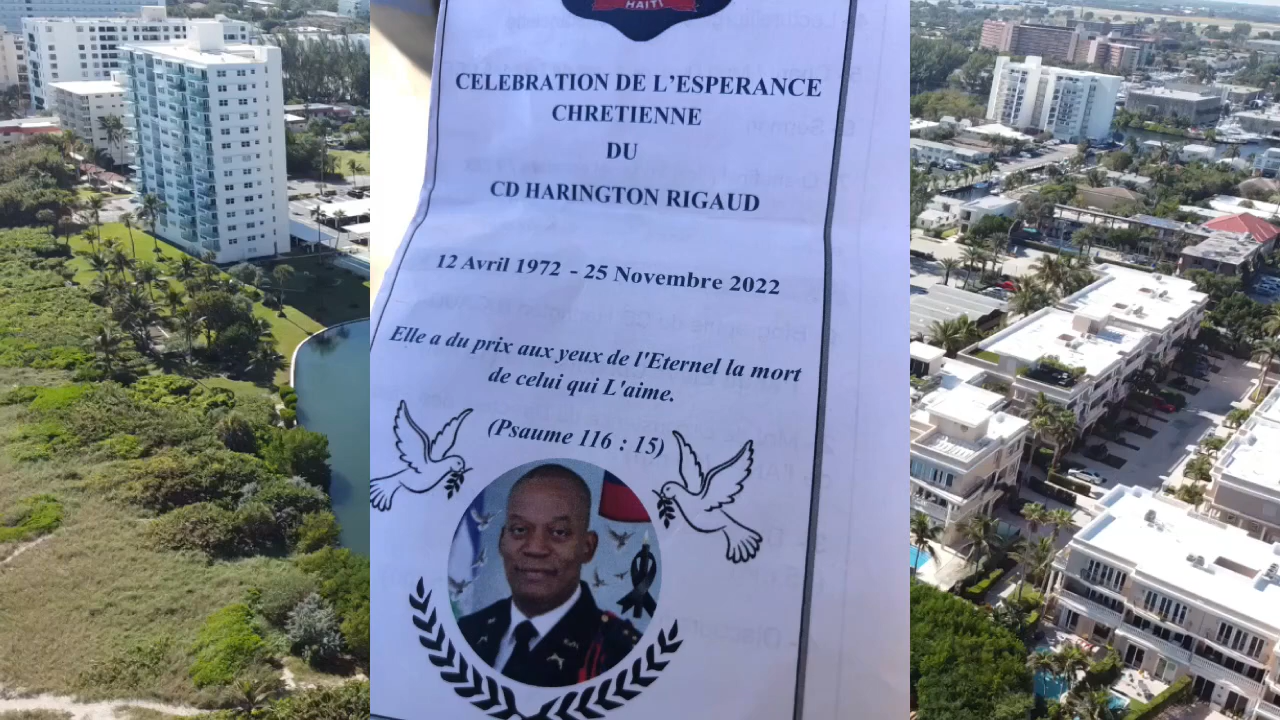 HAITI
CELEBRATION DE L'ESPERANCE
CHRETIENNE
DU
CD HARINGTON RIGAUD
12 Avril 1972 - 25 Novembre 2022
Elle a du prix aux yeux de l'Eternel la mort
de celui qui L'aime.
(Psaume 116 : 15)